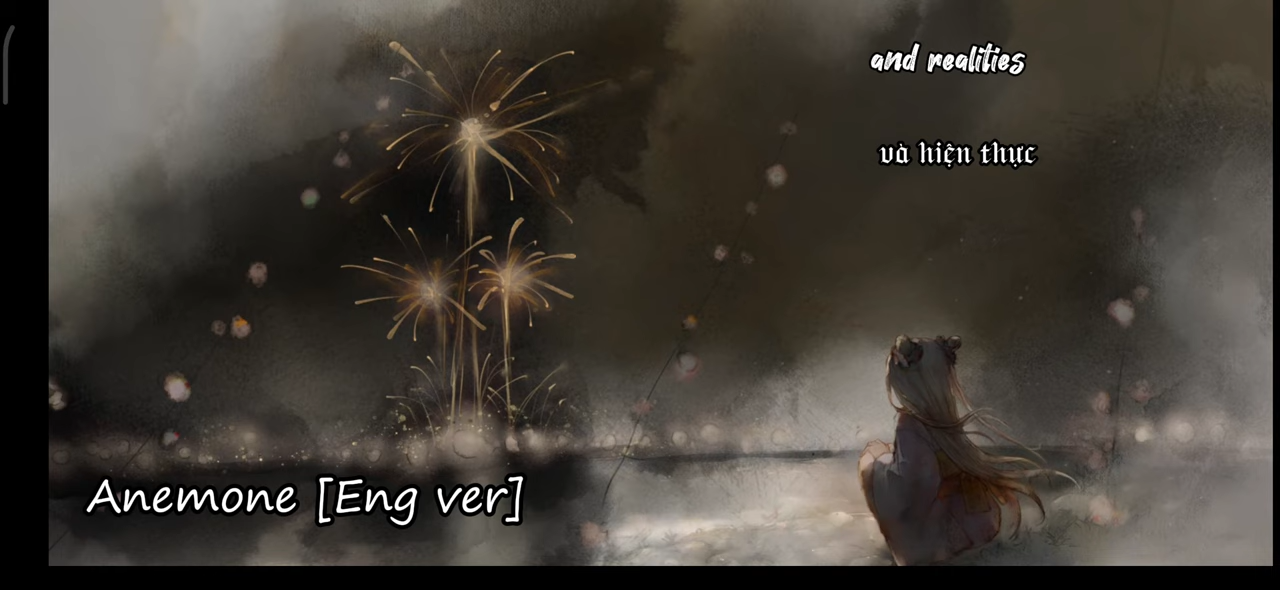 and realities
và hiện thực
Anemone [Eng ver]